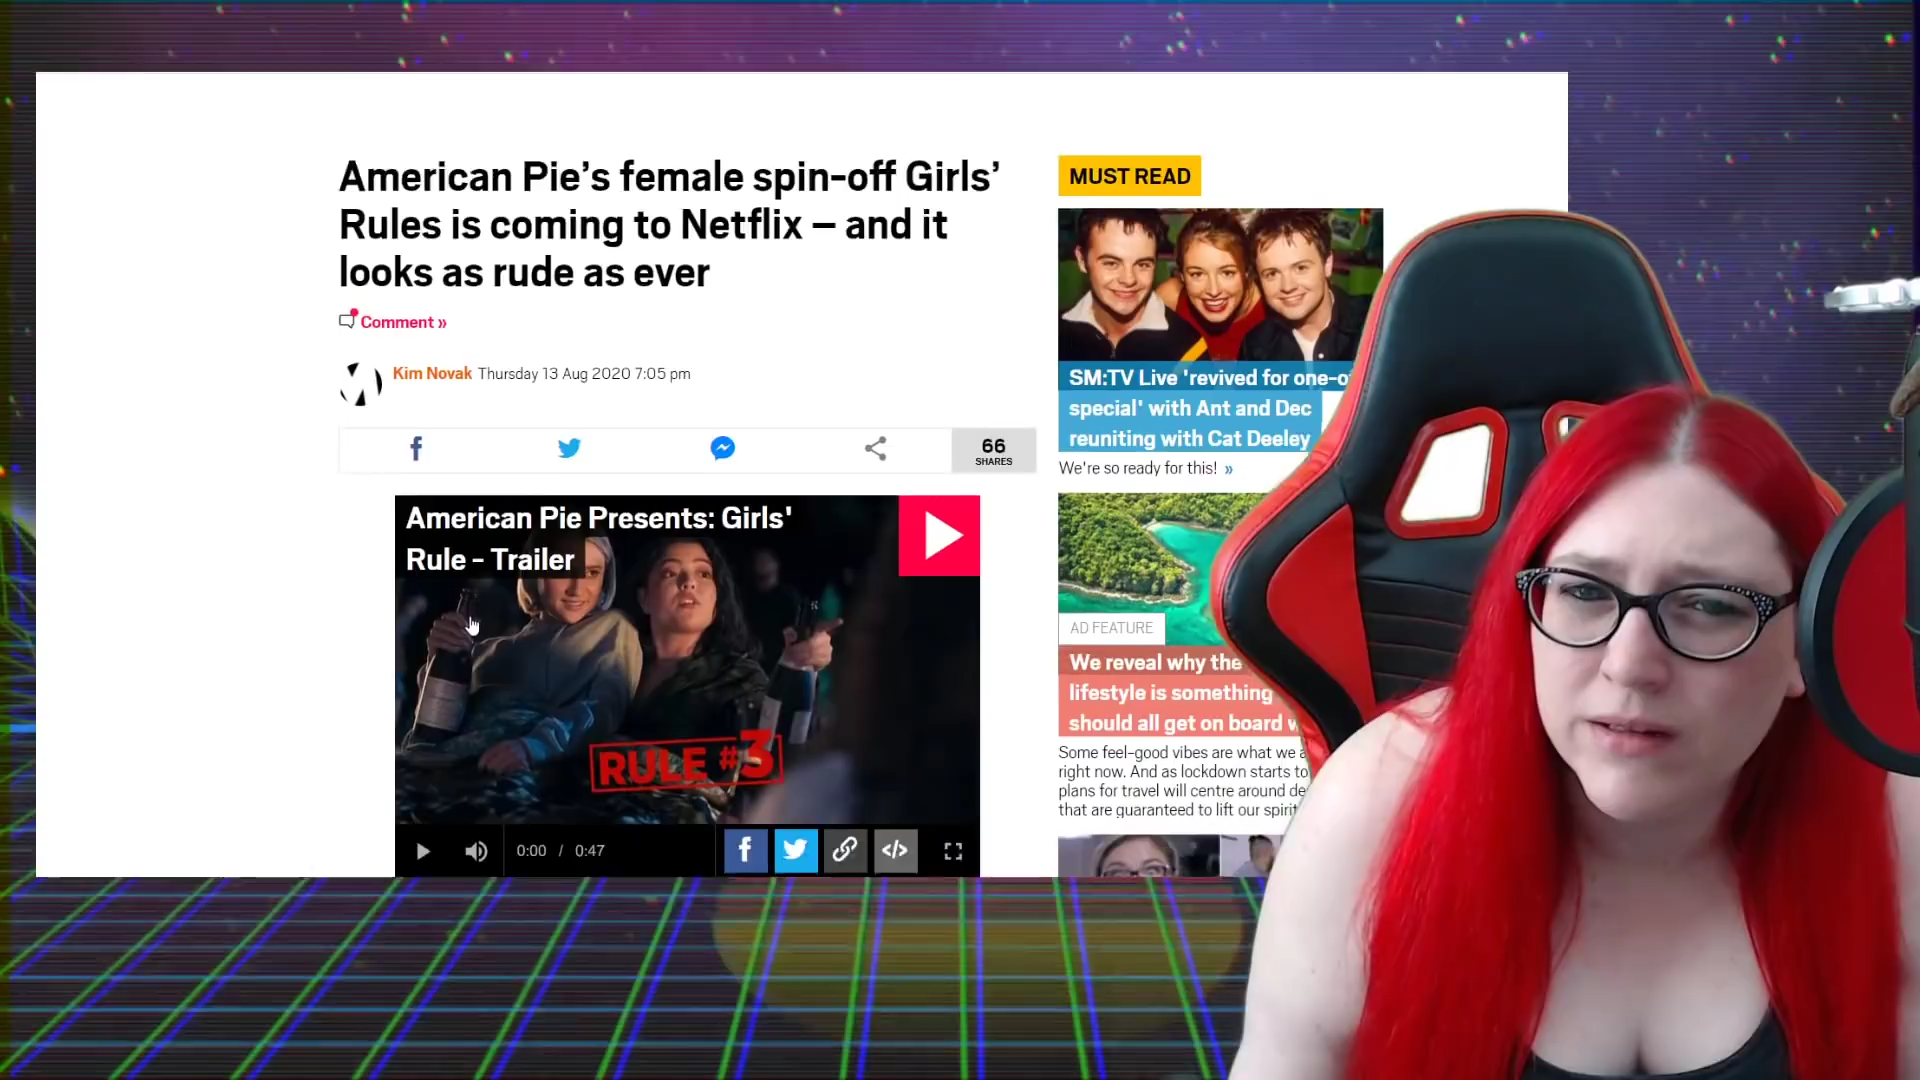 American Pie’s female spin-off Girls’
Rules is coming to Netflix – and it
looks as rude as ever
Comment »
Kim Novak Thursday 13 Aug 2020 7:05 pm
66
SHARES
American Pie Presents: Girls'
Rule - Trailer
RULE #3
0:00 / 0:47
MUST READ
SM:TV Live 'revived for
special' with Ant and Dec
reuniting with Cat Deeley
We're so ready for this! »
AD FEATURE
We reveal why the
lifestyle is something
should all get on board
Some feel-good vibes are what we
right now. And as lockdown starts to
plans for travel will centre around
that are guaranteed to lift our